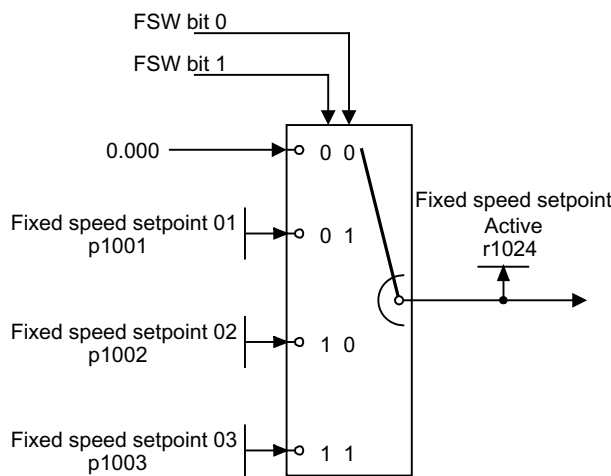 FSW bit 0
FSW bit 1
0.000
0 0
Fixed speed setpoint 01
p1001
0 1
Fixed speed setpoint
Active
r1024
Fixed speed setpoint 02
p1002
1 0
Fixed speed setpoint 03
p1003
1 1